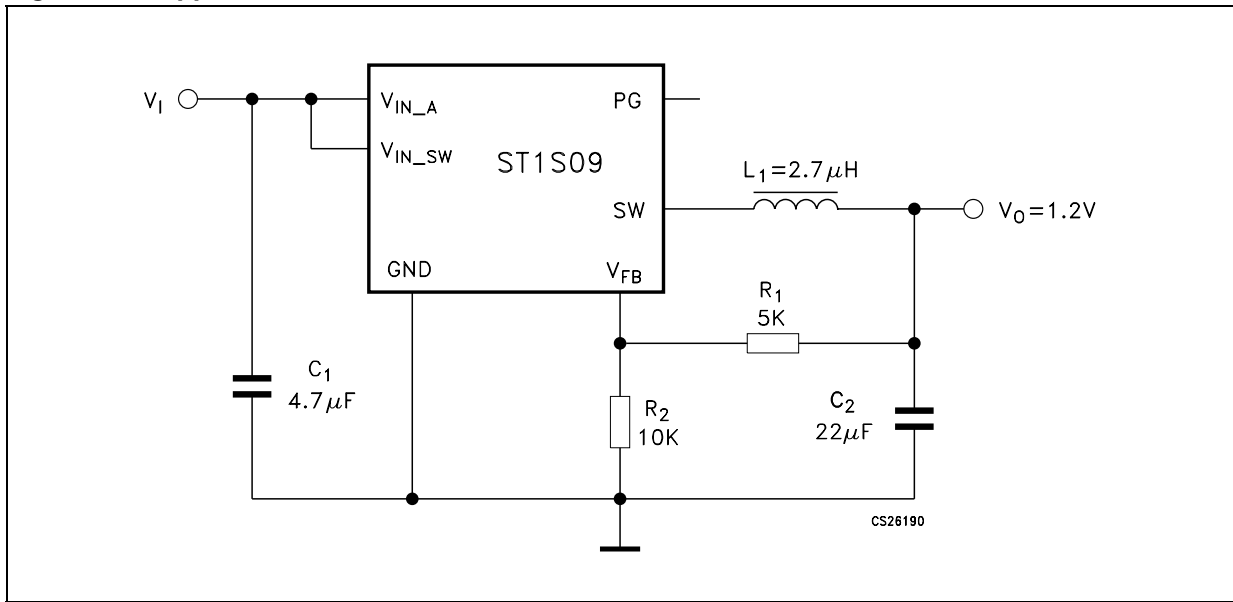 V_I
V_IN_A
V_IN_SW
PG
ST1S09
L_1=2.7μH
SW
V_O=1.2V
GND
V_FB
R_1
5K
C_1
4.7μF
R_2
10K
C_2
22μF
CS26190